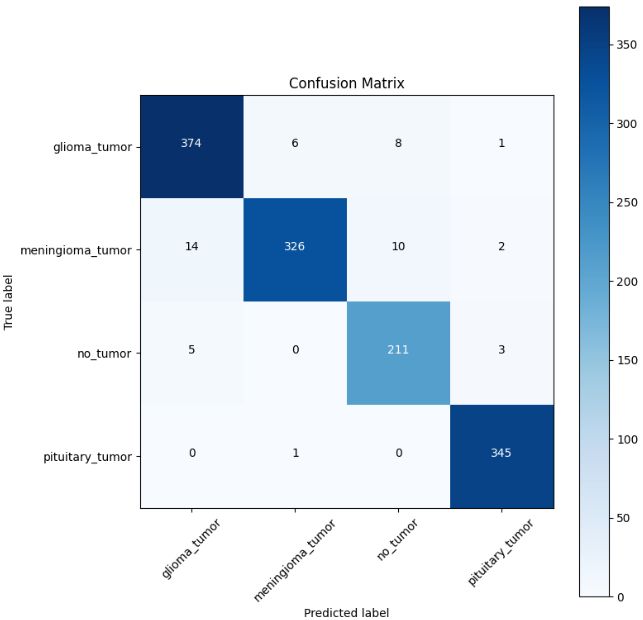 Confusion Matrix
True label
glioma_tumor 374 6 8 1
meningioma_tumor 14 326 10 2
no_tumor 5 0 211 3
pituitary_tumor 0 1 0 345
glioma_tumor meningioma_tumor no_tumor pituitary_tumor
Predicted label
350
300
250
200
150
100
50
0